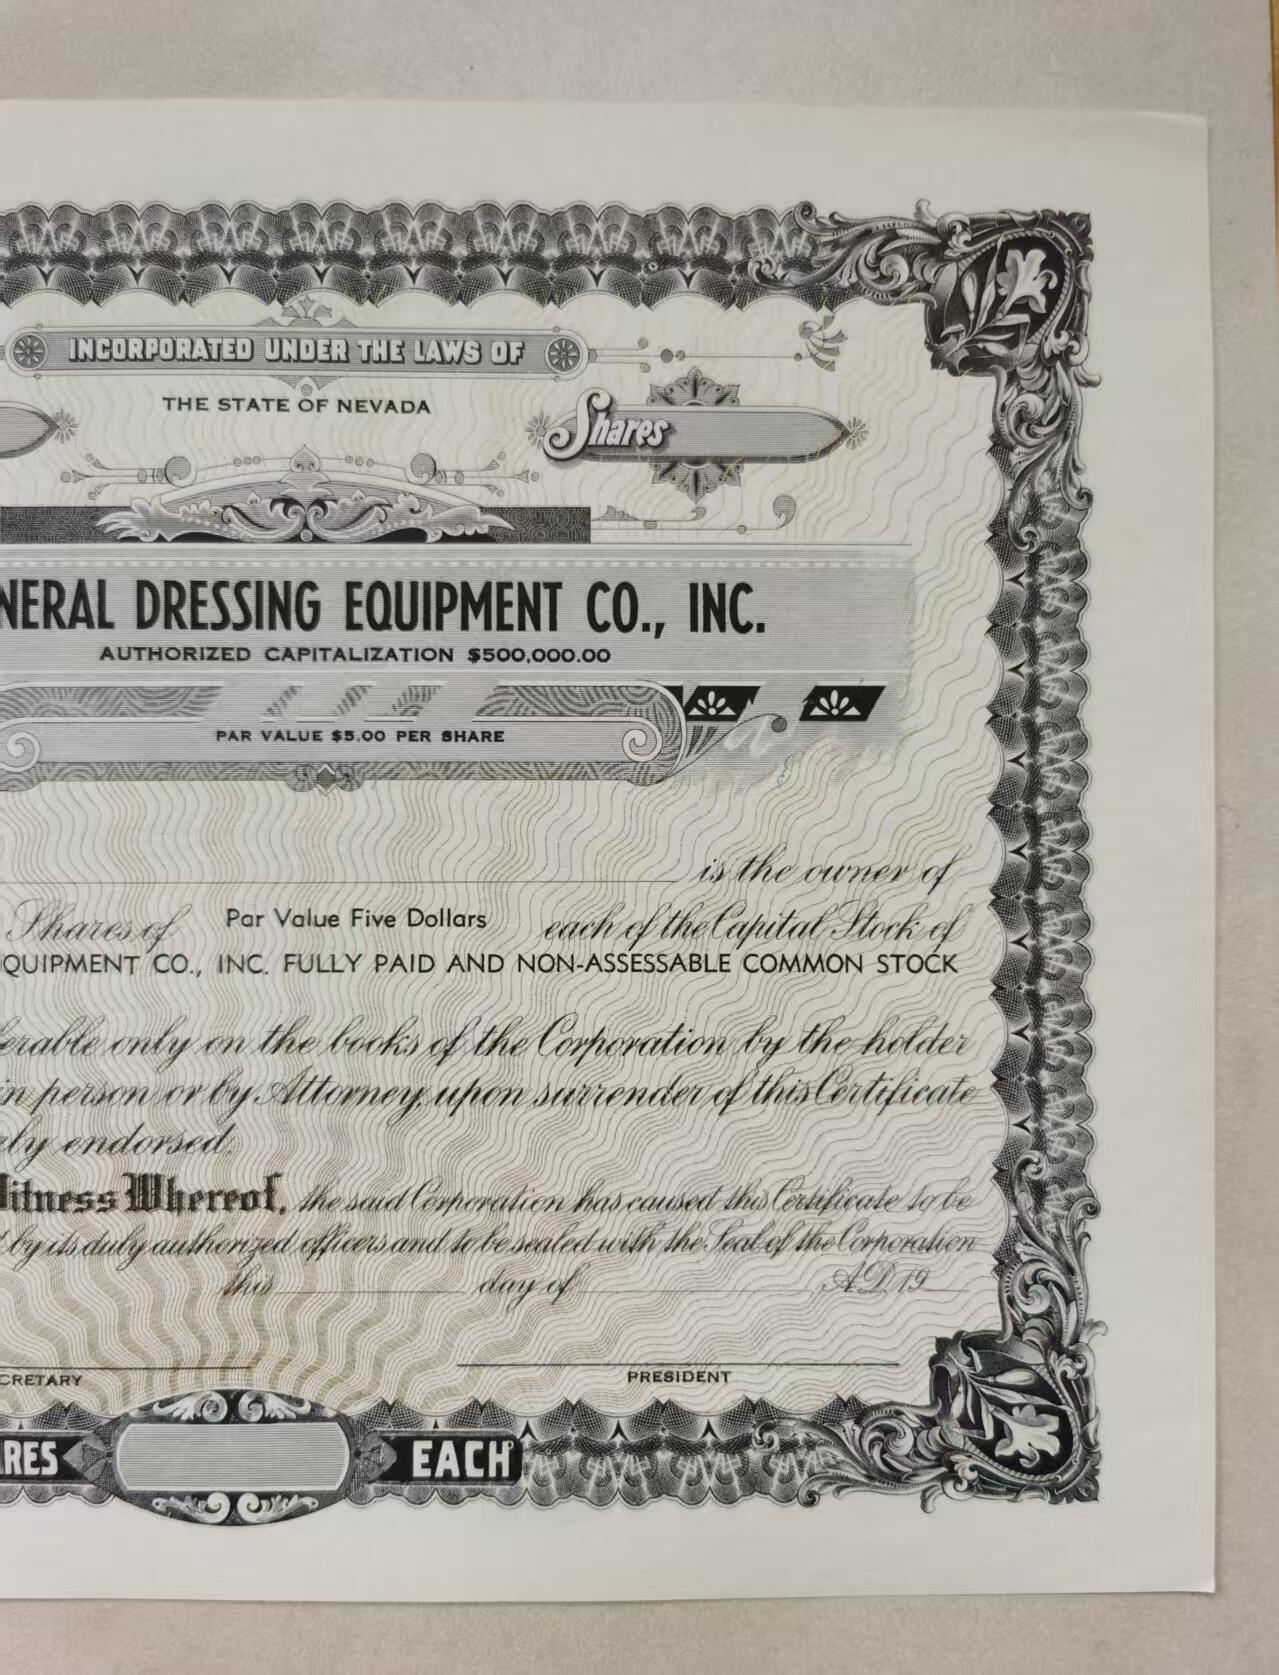 INCORPORATED UNDER THE LAWS OF
THE STATE OF NEVADA
Shares
NERAL DRESSING EQUIPMENT CO., INC.
AUTHORIZED CAPITALIZATION $500,000.00
PAR VALUE $5.00 PER SHARE
is the owner of
Shares of Par Value Five Dollars each of the Capital Stock of
QUIPMENT CO., INC. FULLY PAID AND NON-ASSESSABLE COMMON STOCK
erable only on the books of the Corporation by the holder
in person or by Attorney, upon surrender of this Certificate
rly endorsed.
Witness Whereof, the said Corporation has caused this Certificate to be
by its duly authorized officers and to be sealed with the Seal of the Corporation
this day of A.D. 19
CRETARY PRESIDENT
RES EACH